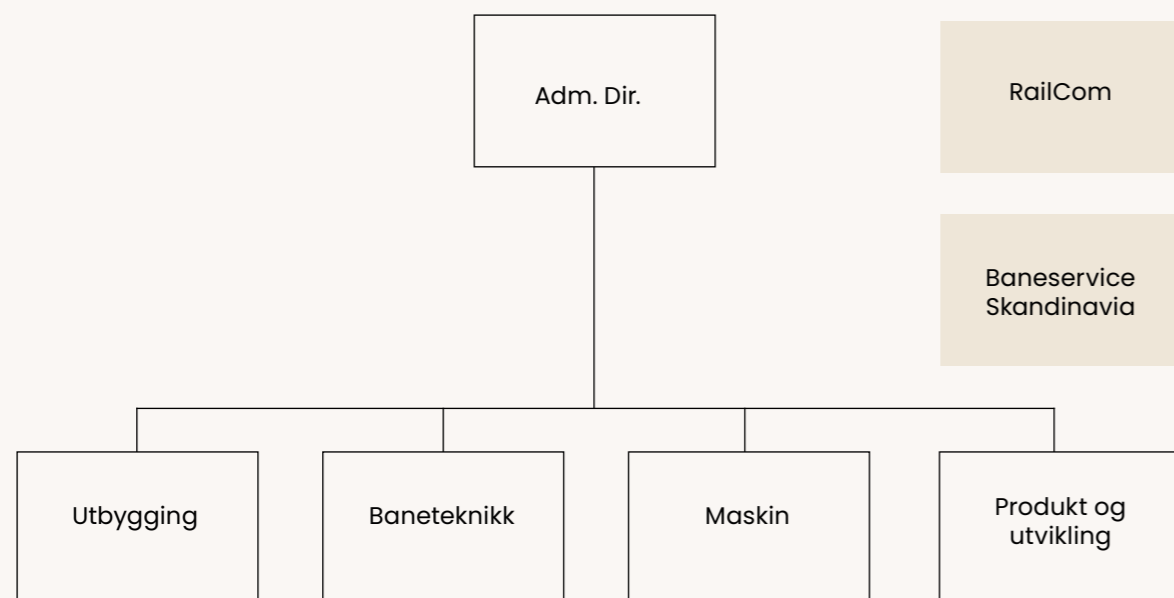 Adm. Dir.
RailCom
Baneservice
Skandinavia
Utbygging
Baneteknikk
Maskin
Produkt og
utvikling